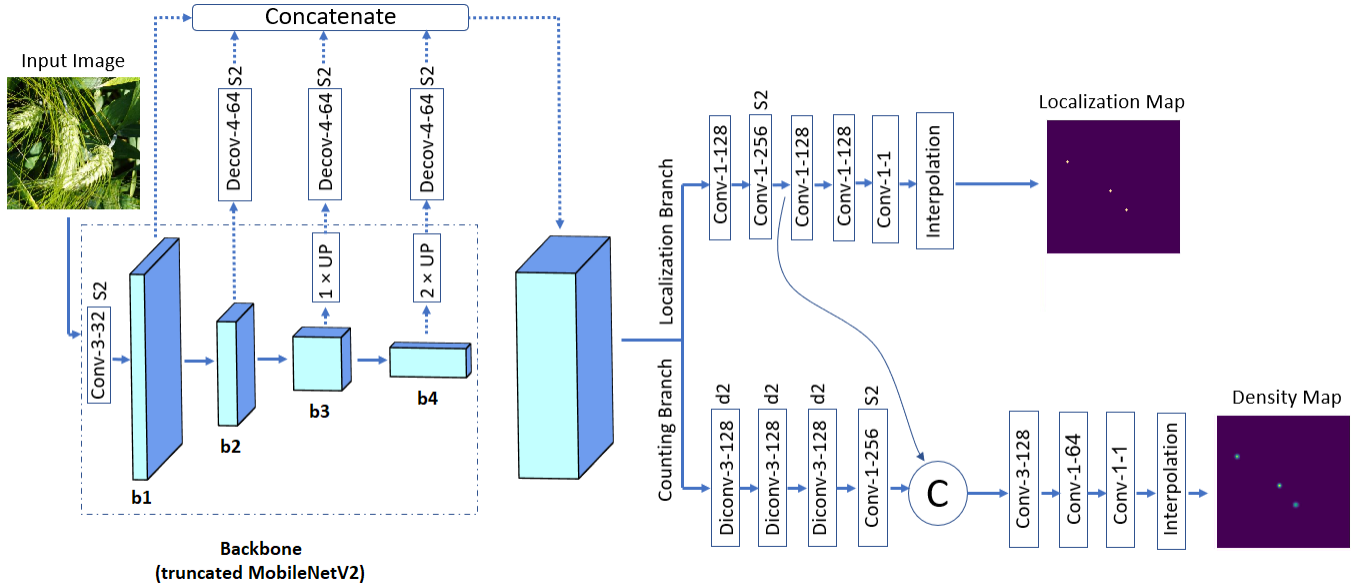 Concatenate
Input Image
Decov-4-64 S2
Decov-4-64 S2
Decov-4-64 S2
1 × UP
2 × UP
Conv-3-32 S2
b1
b2
b3
b4
Backbone
(truncated MobileNetV2)
Localization Branch
Conv-1-128
Conv-1-256 S2
Conv-1-128
Conv-1-128
Conv-1-1
Interpolation
Localization Map
Counting Branch
Diconv-3-128 d2
Diconv-3-128 d2
Diconv-3-128 d2
Conv-1-256 S2
C
Conv-3-128
Conv-1-64
Conv-1-1
Interpolation
Density Map